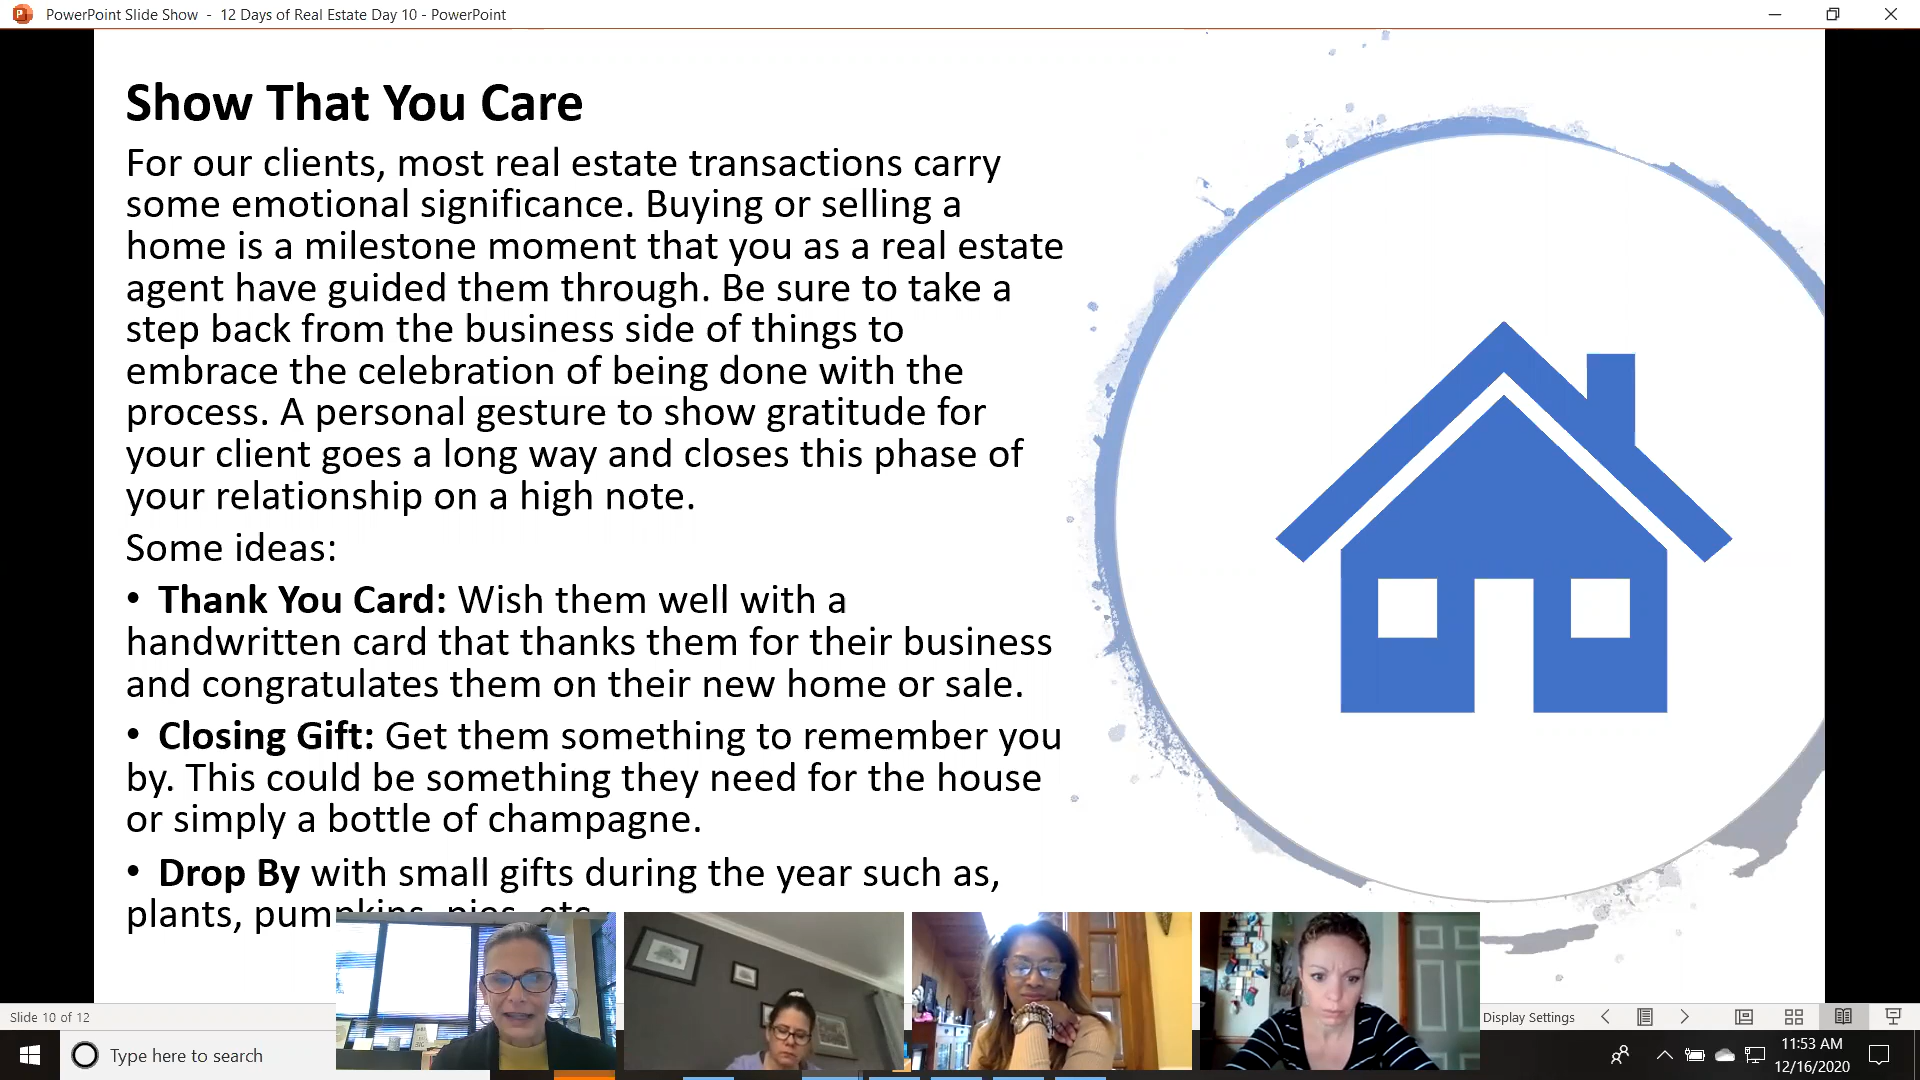 PowerPoint Slide Show - 12 Days of Real Estate Day 10 - PowerPoint
Show That You Care
For our clients, most real estate transactions carry
some emotional significance. Buying or selling a
home is a milestone moment that you as a real estate
agent have guided them through. Be sure to take a
step back from the business side of things to
embrace the celebration of being done with the
process. A personal gesture to show gratitude for
your client goes a long way and closes this phase of
your relationship on a high note.
Some ideas:
• Thank You Card: Wish them well with a
handwritten card that thanks them for their business
and congratulates them on their new home or sale.
• Closing Gift: Get them something to remember you
by. This could be something they need for the house
or simply a bottle of champagne.
• Drop By with small gifts during the year such as,
plants, pumpkins, pies, etc
Slide 10 of 12
Display Settings
Type here to search
11:53 AM
12/16/2020